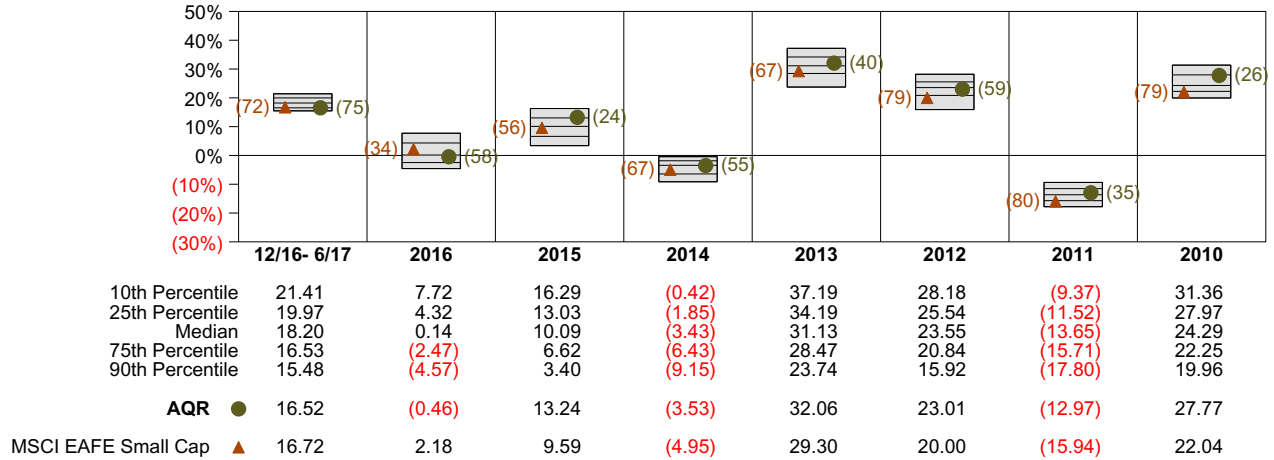 50%
40%
30%
20%
10%
0%
(10%)
(20%)
(30%)
(72) (75)
(34) (58)
(56) (24)
(67) (55)
(67) (40)
(79) (59)
(80) (35)
(79) (26)
12/16- 6/17 2016 2015 2014 2013 2012 2011 2010
10th Percentile 21.41 7.72 16.29 (0.42) 37.19 28.18 (9.37) 31.36
25th Percentile 19.97 4.32 13.03 (1.85) 34.19 25.54 (11.52) 27.97
Median 18.20 0.14 10.09 (3.43) 31.13 23.55 (13.65) 24.29
75th Percentile 16.53 (2.47) 6.62 (6.43) 28.47 20.84 (15.71) 22.25
90th Percentile 15.48 (4.57) 3.40 (9.15) 23.74 15.92 (17.80) 19.96
AQR 16.52 (0.46) 13.24 (3.53) 32.06 23.01 (12.97) 27.77
MSCI EAFE Small Cap 16.72 2.18 9.59 (4.95) 29.30 20.00 (15.94) 22.04